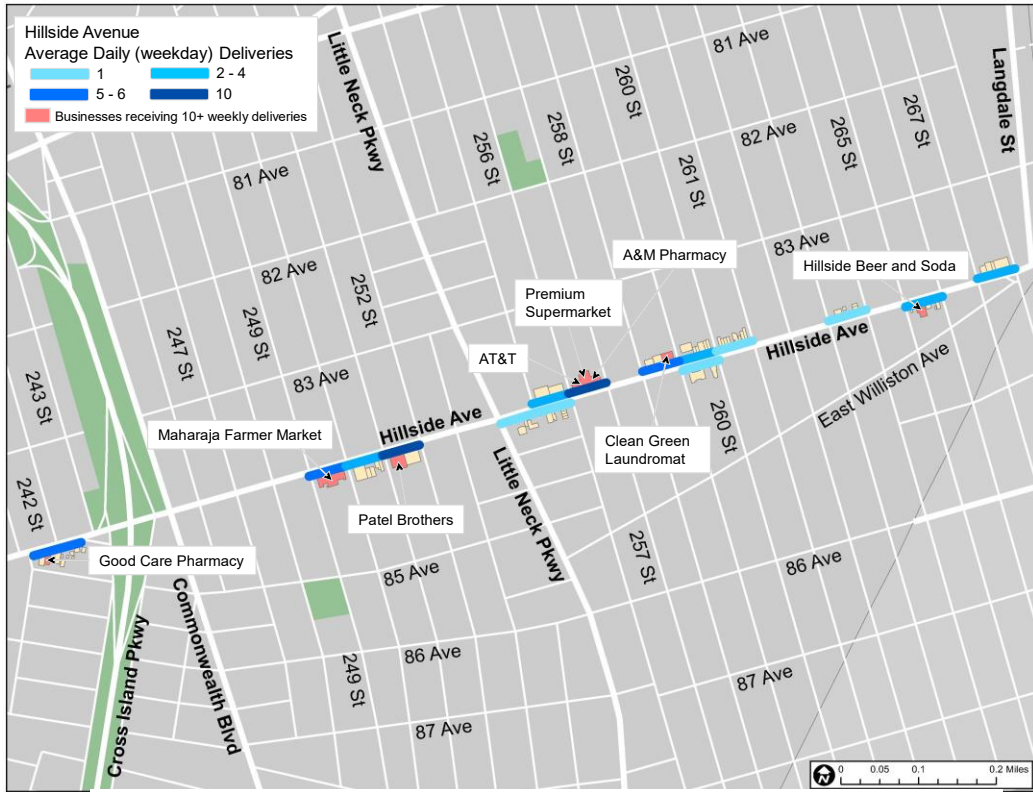 Hillside Avenue
Average Daily (weekday) Deliveries
1
2 - 4
5 - 6
10
Businesses receiving 10+ weekly deliveries
Little Neck Pkwy
81 Ave
260 St
258 St
256 St
267 St
265 St
Langdale St
82 Ave
261 St
81 Ave
83 Ave
A&M Pharmacy
Hillside Beer and Soda
82 Ave
252 St
249 St
247 St
Premium
Supermarket
AT&T
83 Ave
243 St
Hillside Ave
East Williston Ave
Hillside Ave
Maharaja Farmer Market
260 St
Clean Green
Laundromat
Little Neck Pkwy
242 St
Patel Brothers
Good Care Pharmacy
257 St
86 Ave
85 Ave
Commonwealth Blvd
Cross Island Pkwy
249 St
86 Ave
87 Ave
87 Ave
N
0 0.05 0.1 0.2 Miles